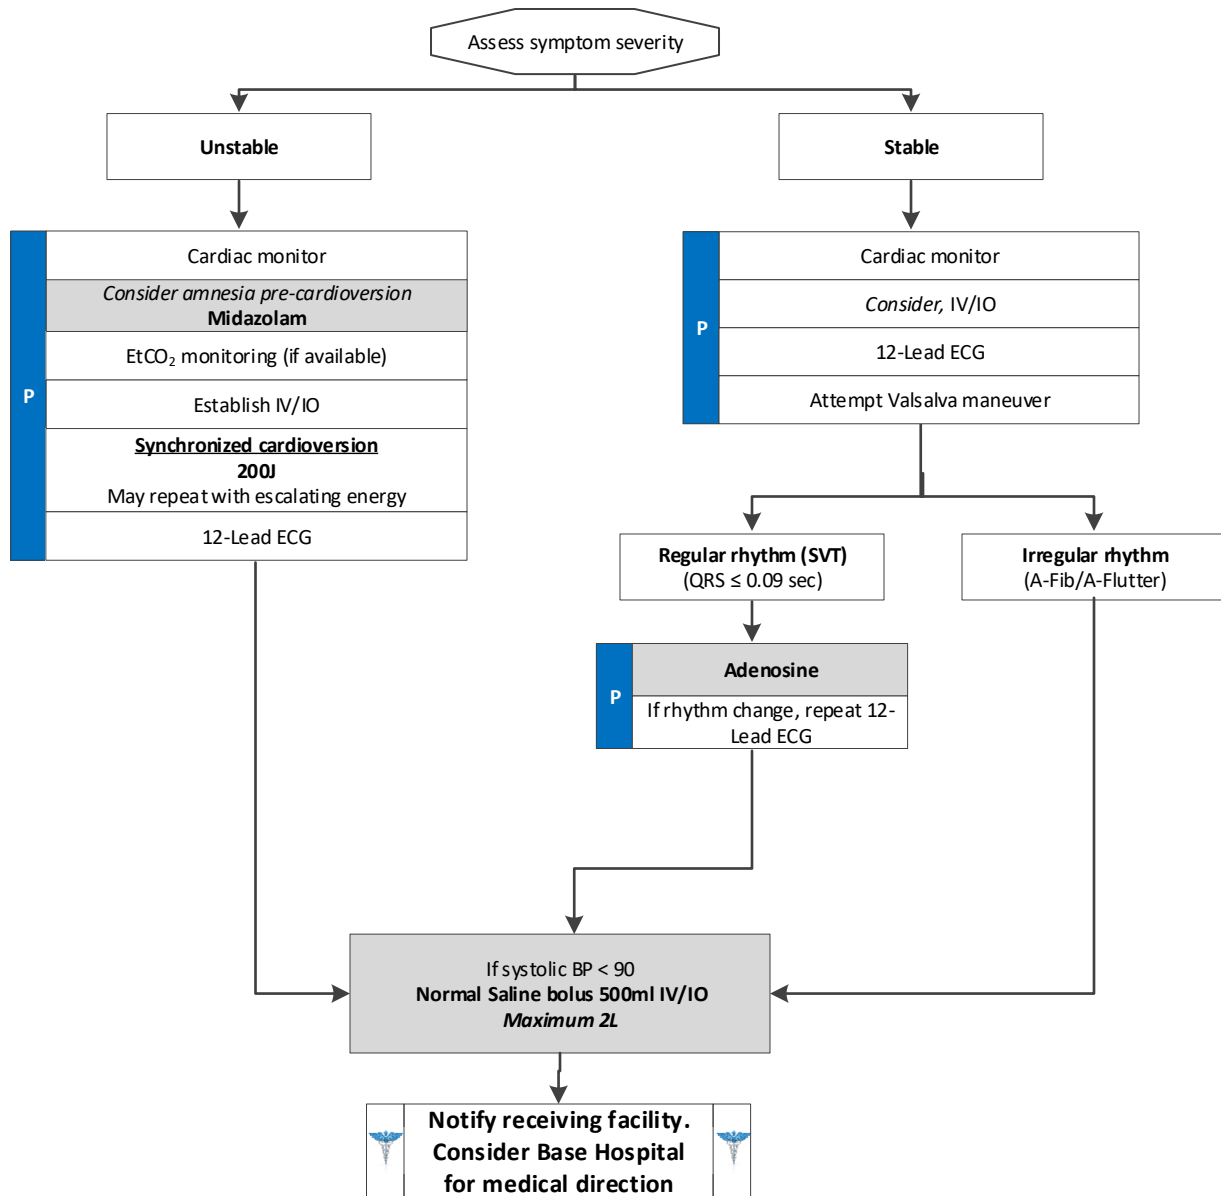 Assess symptom severity
Unstable
Stable
P
Cardiac monitor
Consider amnesia pre-cardioversion
Midazolam
EtCO₂ monitoring (if available)
Establish IV/IO
Synchronized cardioversion
200J
May repeat with escalating energy
12-Lead ECG
P
Cardiac monitor
Consider, IV/IO
12-Lead ECG
Attempt Valsalva maneuver
Regular rhythm (SVT)
(QRS ≤ 0.09 sec)
Irregular rhythm
(A-Fib/A-Flutter)
P
Adenosine
If rhythm change, repeat 12-
Lead ECG
If systolic BP < 90
Normal Saline bolus 500ml IV/IO
Maximum 2L
Notify receiving facility.
Consider Base Hospital
for medical direction